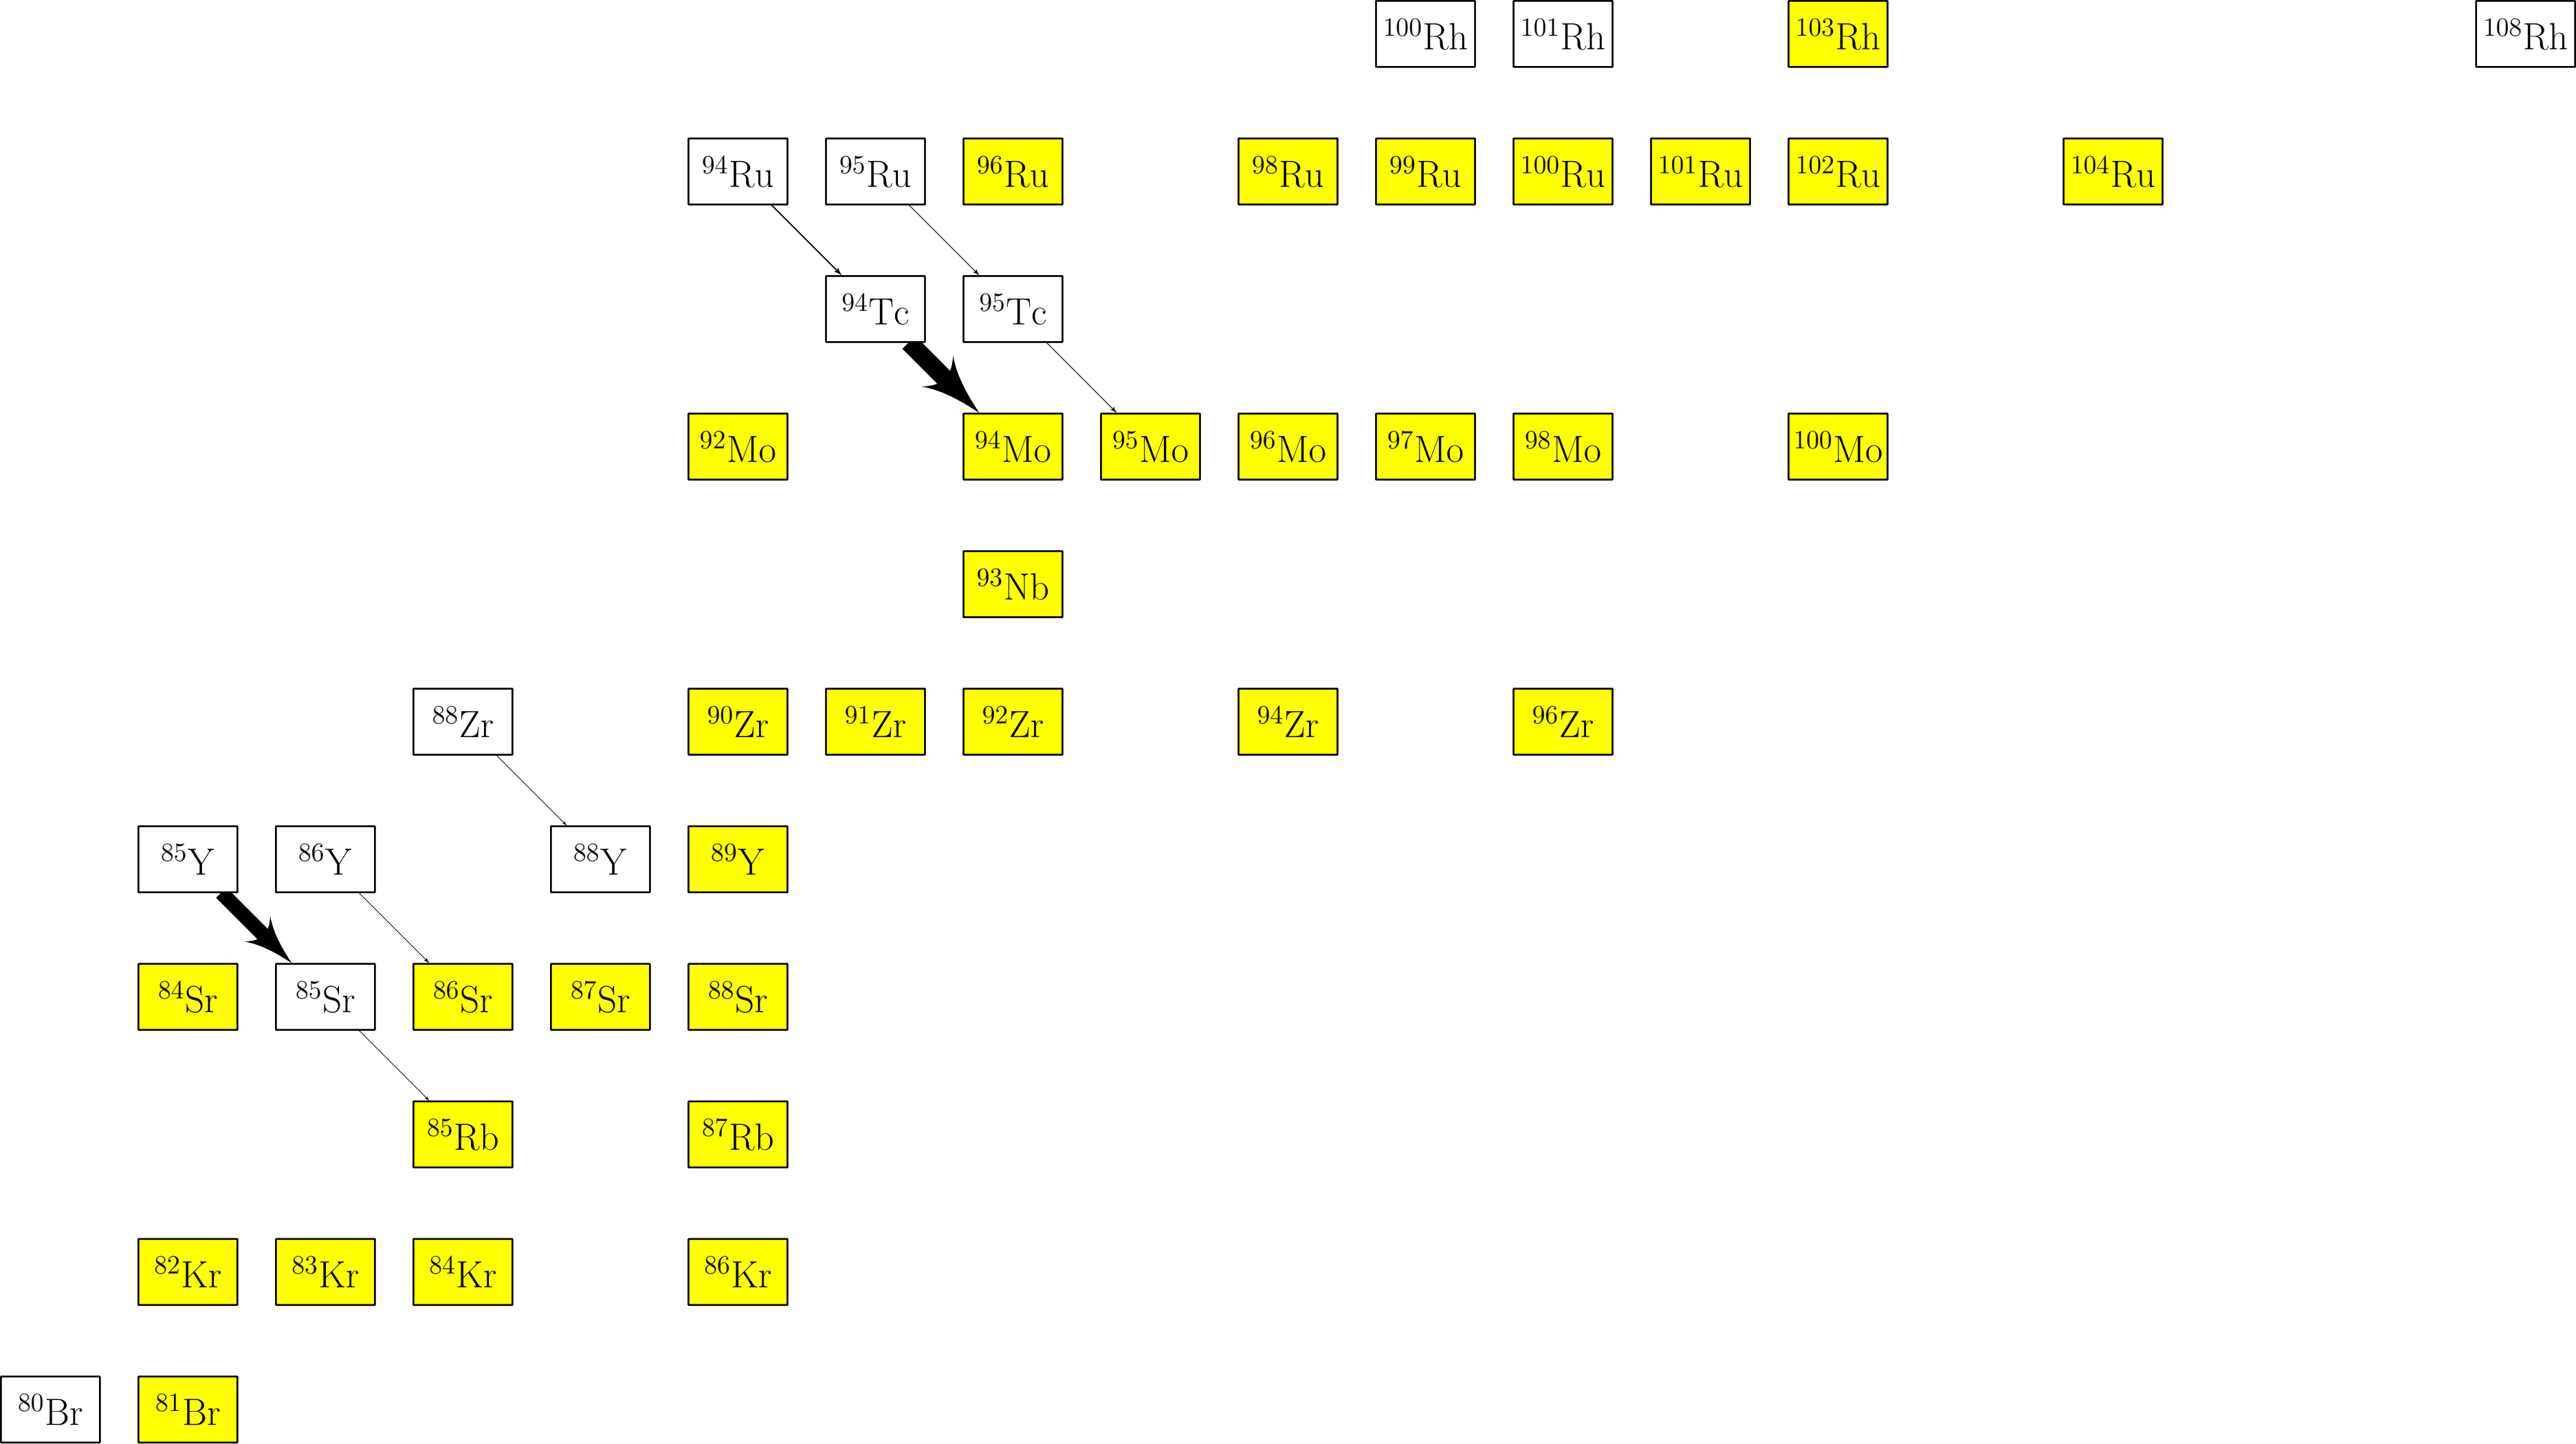 ¹⁰⁰Rh ¹⁰¹Rh ¹⁰³Rh ¹⁰⁸Rh
⁹⁴Ru ⁹⁵Ru ⁹⁶Ru ⁹⁸Ru ⁹⁹Ru ¹⁰⁰Ru ¹⁰¹Ru ¹⁰²Ru ¹⁰⁴Ru
⁹⁴Tc ⁹⁵Tc
⁹²Mo ⁹⁴Mo ⁹⁵Mo ⁹⁶Mo ⁹⁷Mo ⁹⁸Mo ¹⁰⁰Mo
⁹³Nb
⁸⁸Zr ⁹⁰Zr ⁹¹Zr ⁹²Zr ⁹⁴Zr ⁹⁶Zr
⁸⁵Y ⁸⁶Y ⁸⁸Y ⁸⁹Y
⁸⁴Sr ⁸⁵Sr ⁸⁶Sr ⁸⁷Sr ⁸⁸Sr
⁸⁵Rb ⁸⁷Rb
⁸²Kr ⁸³Kr ⁸⁴Kr ⁸⁶Kr
⁸⁰Br ⁸¹Br